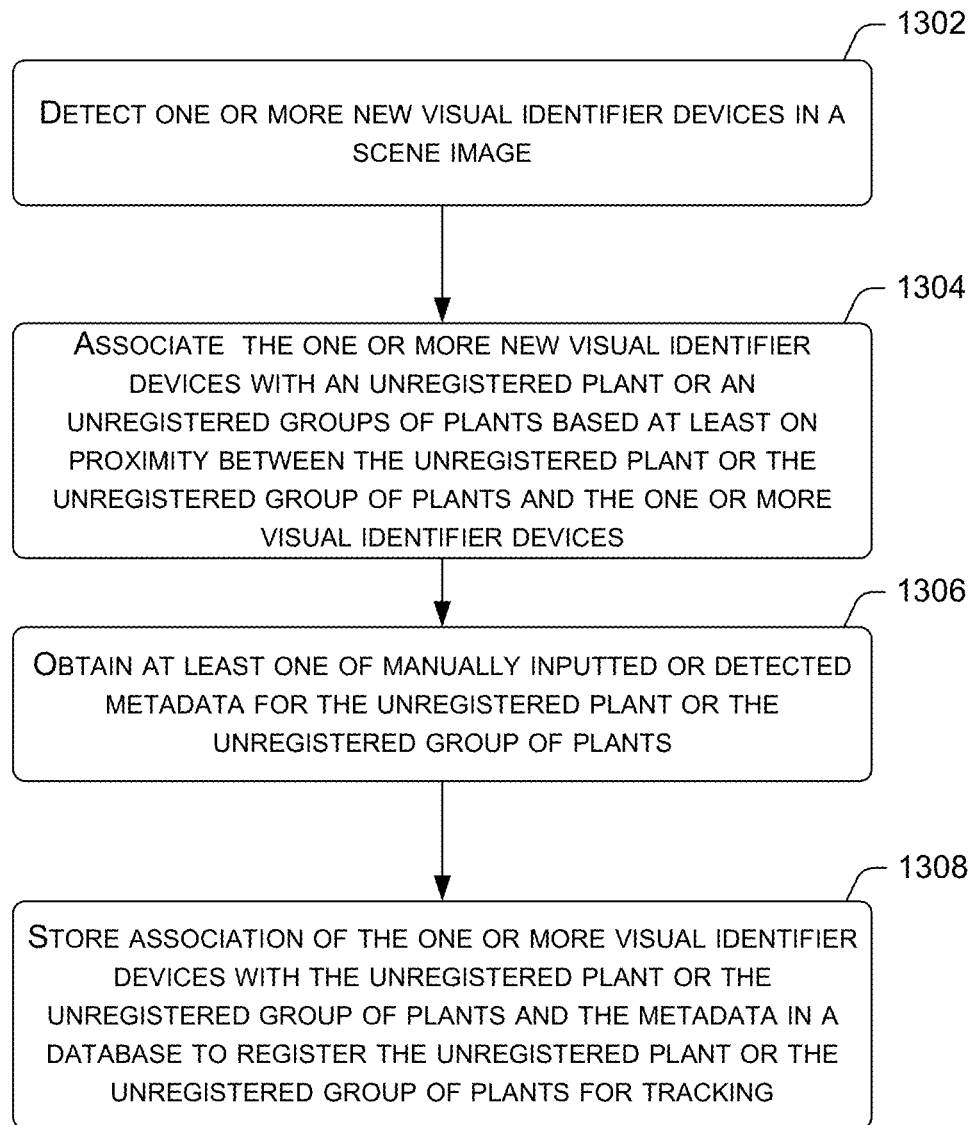 1302
DETECT ONE OR MORE NEW VISUAL IDENTIFIER DEVICES IN A
SCENE IMAGE
1304
ASSOCIATE THE ONE OR MORE NEW VISUAL IDENTIFIER
DEVICES WITH AN UNREGISTERED PLANT OR AN
UNREGISTERED GROUPS OF PLANTS BASED AT LEAST ON
PROXIMITY BETWEEN THE UNREGISTERED PLANT OR THE
UNREGISTERED GROUP OF PLANTS AND THE ONE OR MORE
VISUAL IDENTIFIER DEVICES
1306
OBTAIN AT LEAST ONE OF MANUALLY INPUTTED OR DETECTED
METADATA FOR THE UNREGISTERED PLANT OR THE
UNREGISTERED GROUP OF PLANTS
1308
STORE ASSOCIATION OF THE ONE OR MORE VISUAL IDENTIFIER
DEVICES WITH THE UNREGISTERED PLANT OR THE
UNREGISTERED GROUP OF PLANTS AND THE METADATA IN A
DATABASE TO REGISTER THE UNREGISTERED PLANT OR THE
UNREGISTERED GROUP OF PLANTS FOR TRACKING